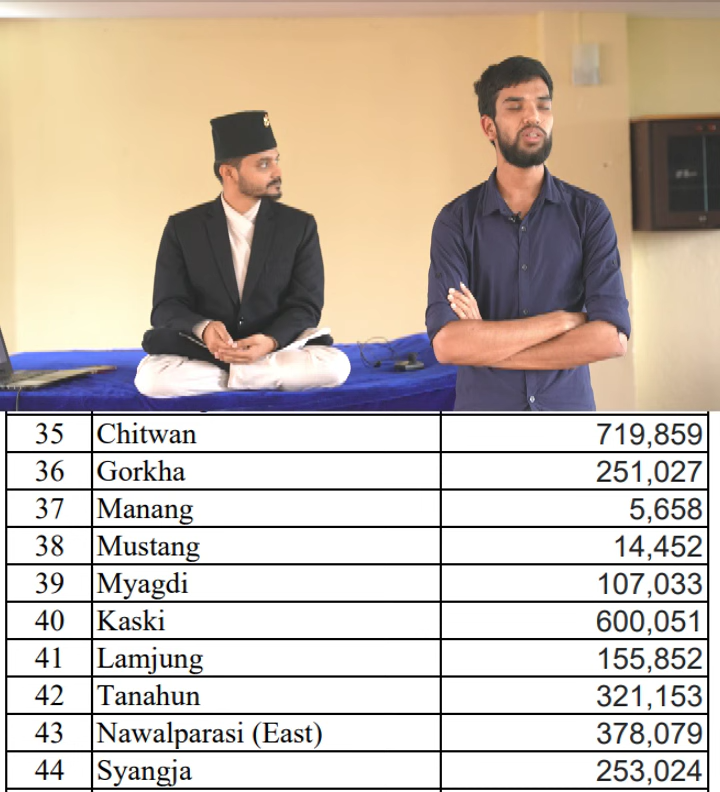 35 Chitwan 719,859
36 Gorkha 251,027
37 Manang 5,658
38 Mustang 14,452
39 Myagdi 107,033
40 Kaski 600,051
41 Lamjung 155,852
42 Tanahun 321,153
43 Nawalparasi (East) 378,079
44 Syangja 253,024